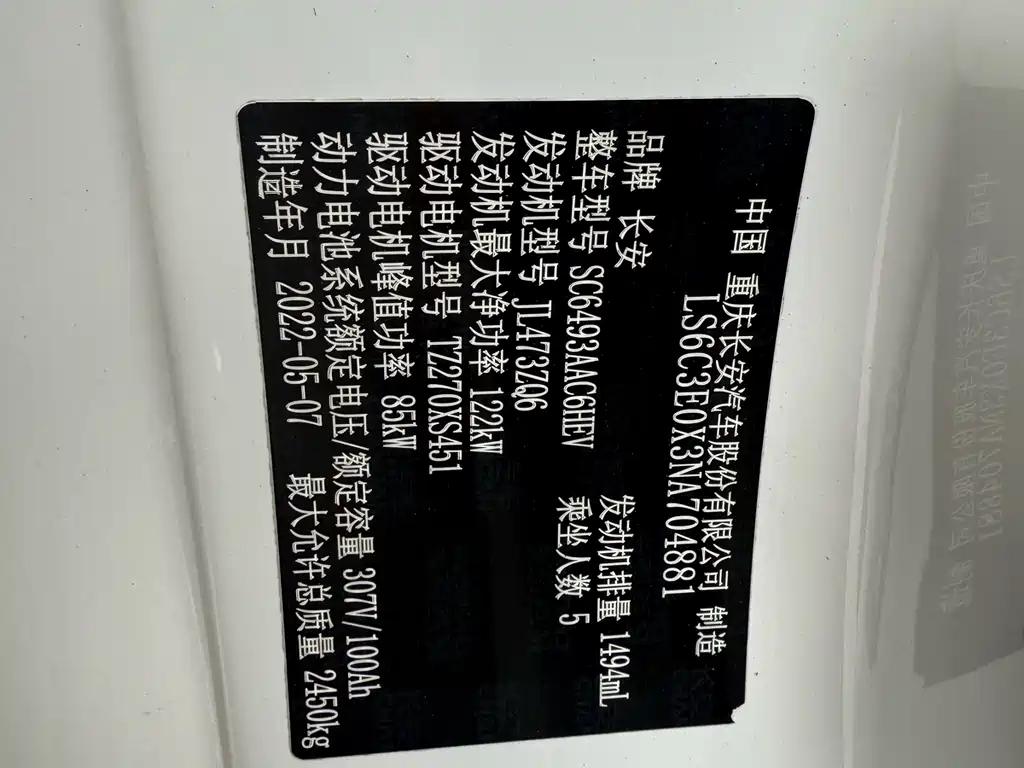 中国 重庆长安汽车股份有限公司 制造
LS6C3E0X3NA704881
品牌 长安
整车型号 SC6493AAC6HEV 发动机排量 1494mL
发动机型号 JL473ZQ6 乘坐人数 5
发动机最大净功率 122kW
驱动电机型号 TZ270XS451
驱动电机峰值功率 85kW
动力电池系统额定电压/额定容量 307V/100Ah
制造年月 2022-05-07 最大允许总质量 2450kg